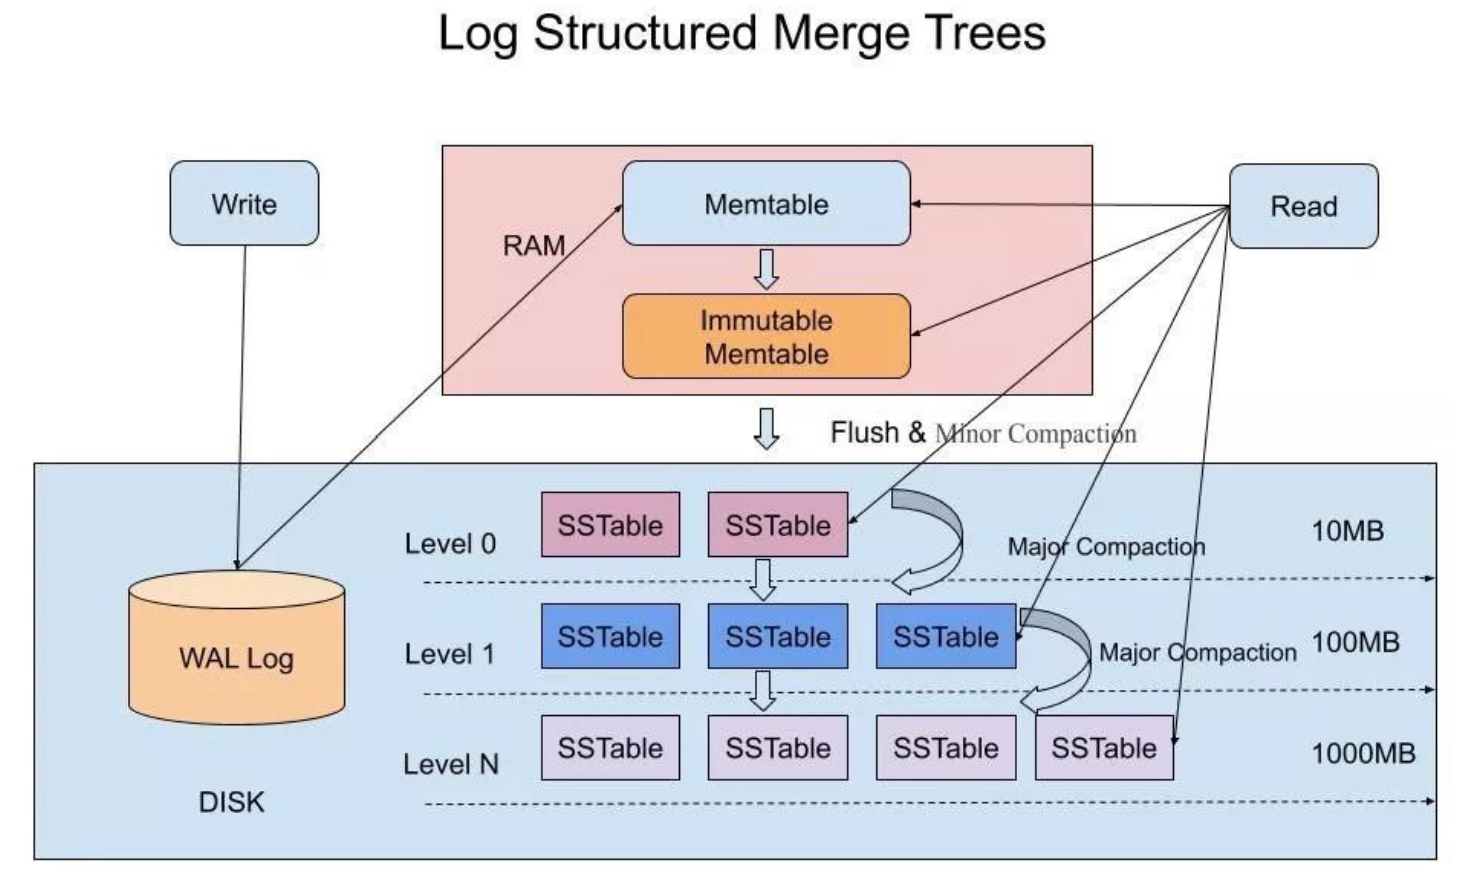 Log Structured Merge Trees
Write
Memtable
Read
RAM
Immutable
Memtable
Flush & Minor Compaction
SSTable
SSTable
Level 0
Major Compaction
10MB
SSTable
SSTable
SSTable
Level 1
Major Compaction
100MB
WAL Log
SSTable
SSTable
SSTable
SSTable
Level N
1000MB
DISK